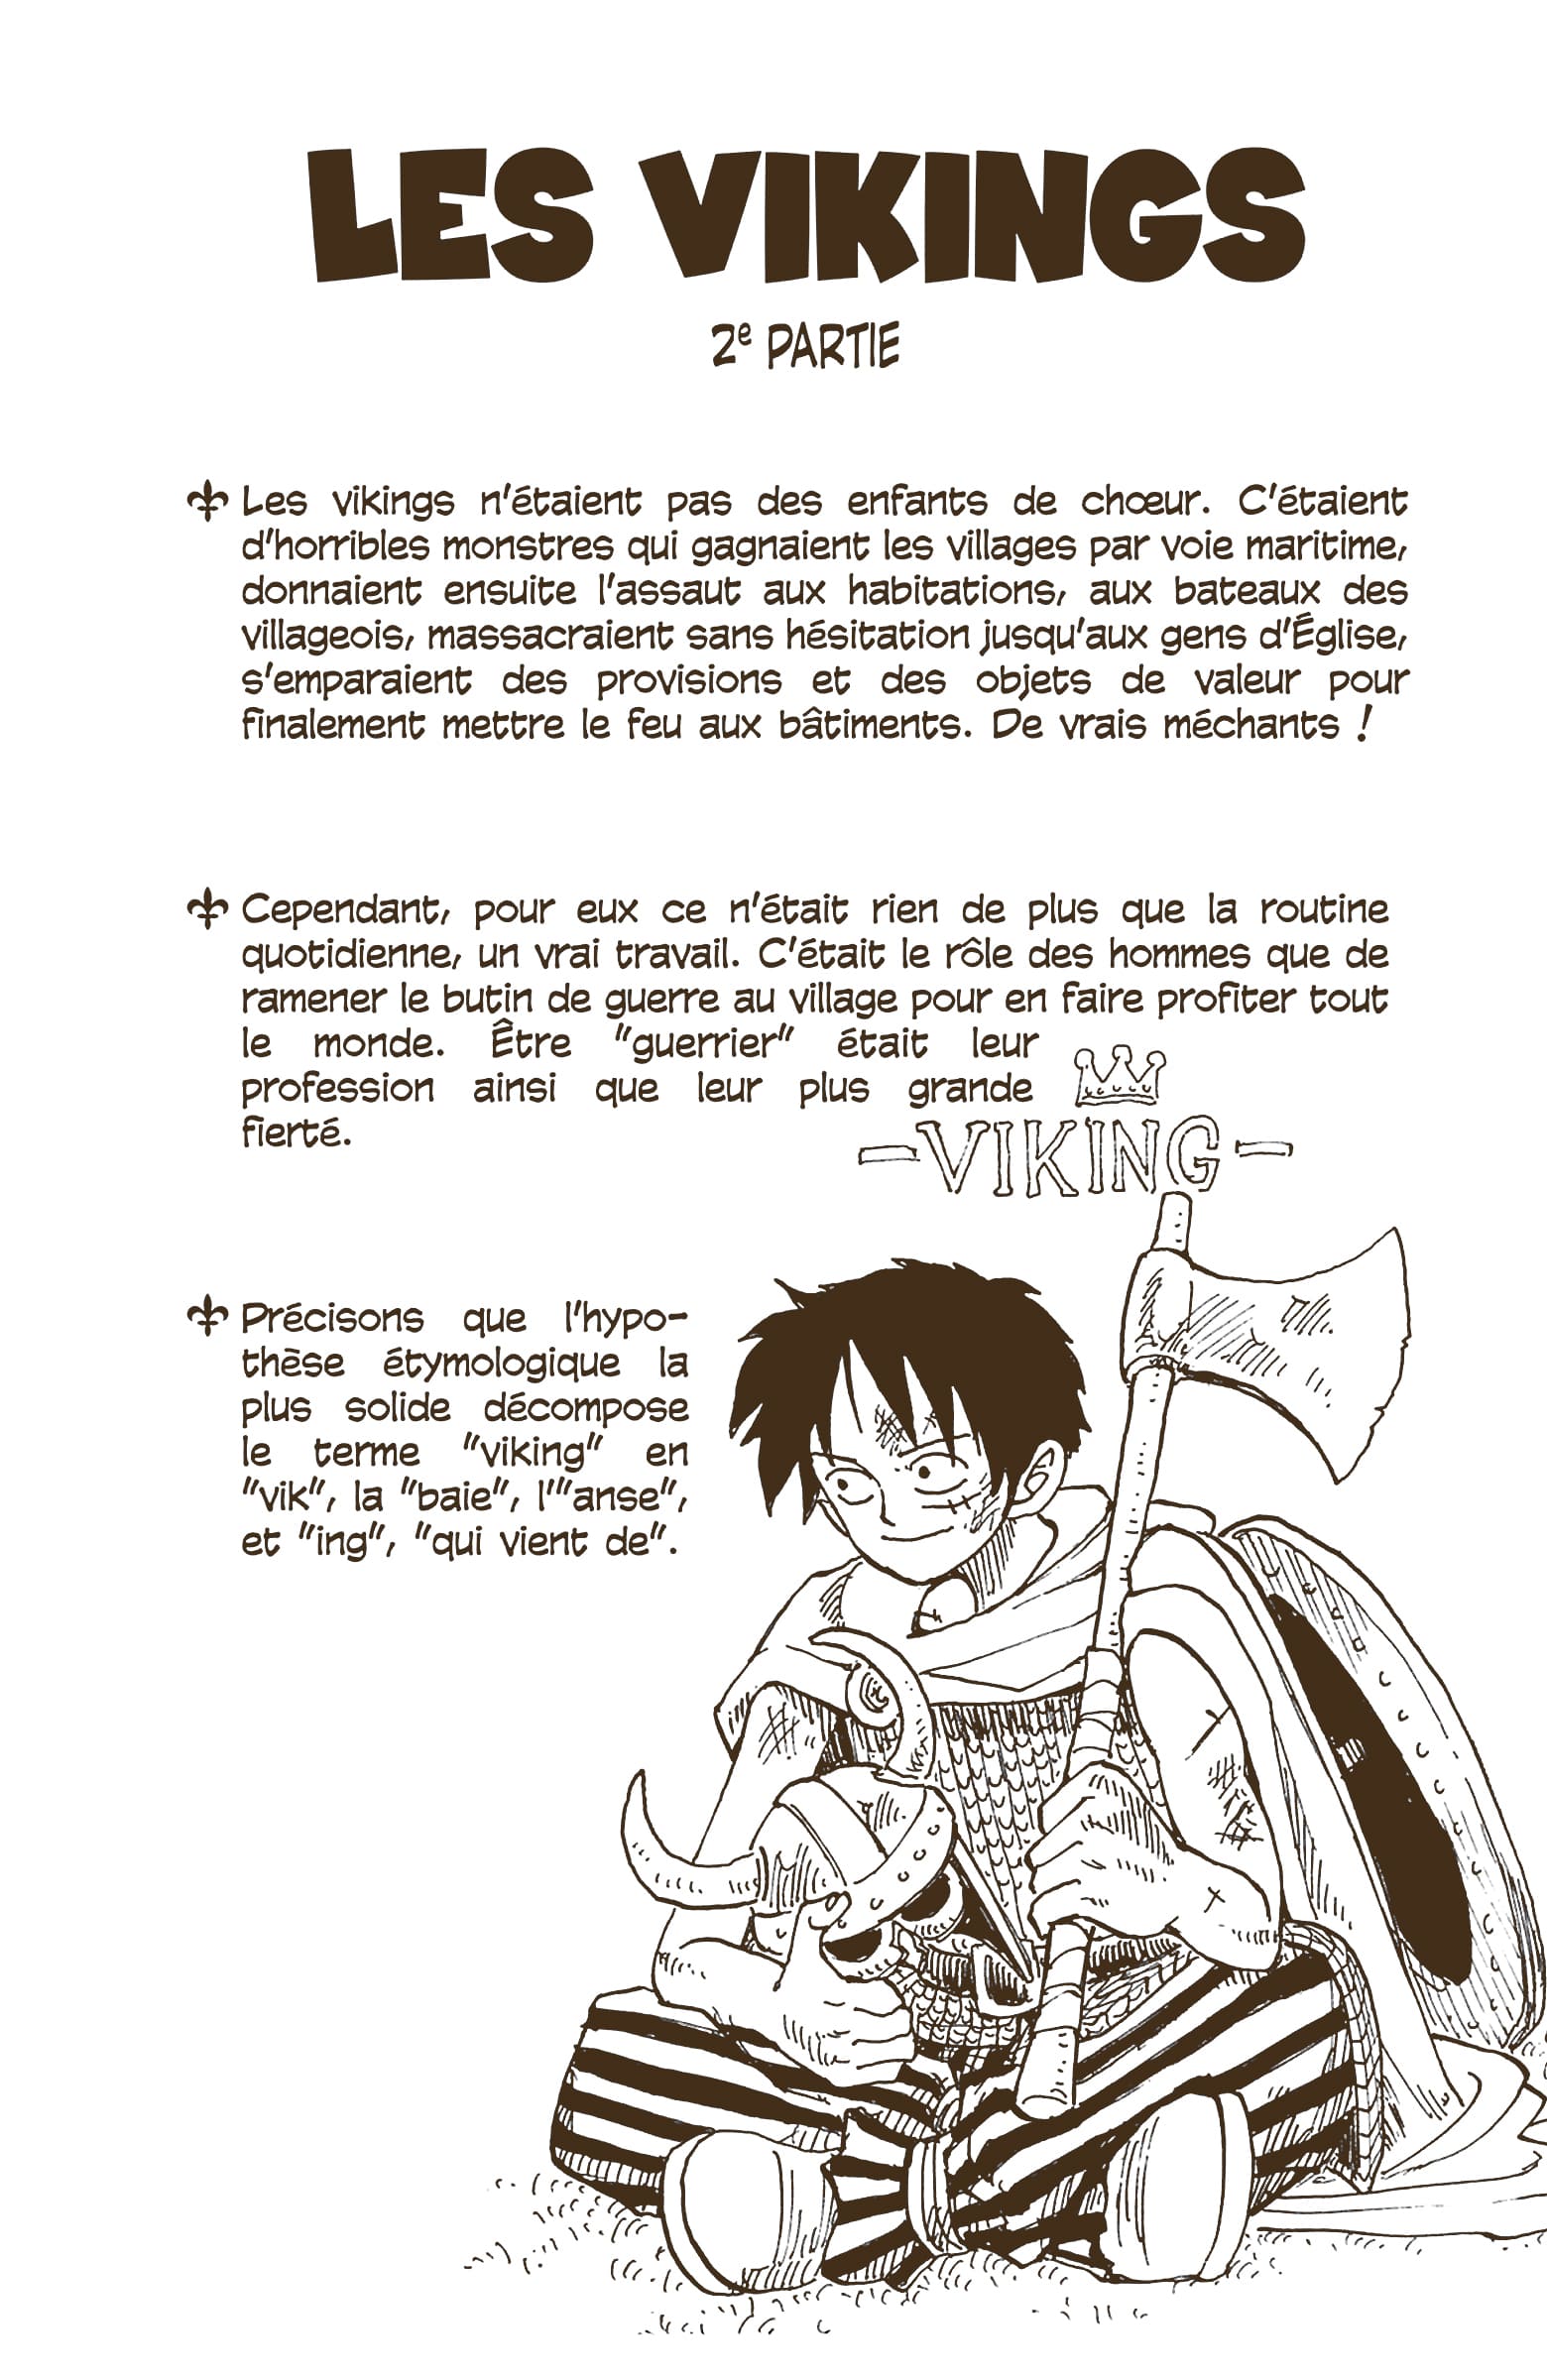 LES VIKINGS
2e PARTIE
Les vikings n'étaient pas des enfants de chœur. C'étaient
d'horribles monstres qui gagnaient les villages par voie maritime,
donnaient ensuite l'assaut aux habitations, aux bateaux des
villageois, massacraient sans hésitation jusqu'aux gens d'Église,
s'emparaient des provisions et des objets de valeur pour
finalement mettre le feu aux bâtiments. De vrais méchants !
Cependant, pour eux ce n'était rien de plus que la routine
quotidienne, un vrai travail. C'était le rôle des hommes que de
ramener le butin de guerre au village pour en faire profiter tout
le monde. Être "guerrier" était leur
profession ainsi que leur plus grande
fierté.
-VIKING-
Précisons que l'hypo-
thèse étymologique la
plus solide décompose
le terme "viking" en
"vik", la "baie", l'"anse",
et "ing", "qui vient de".